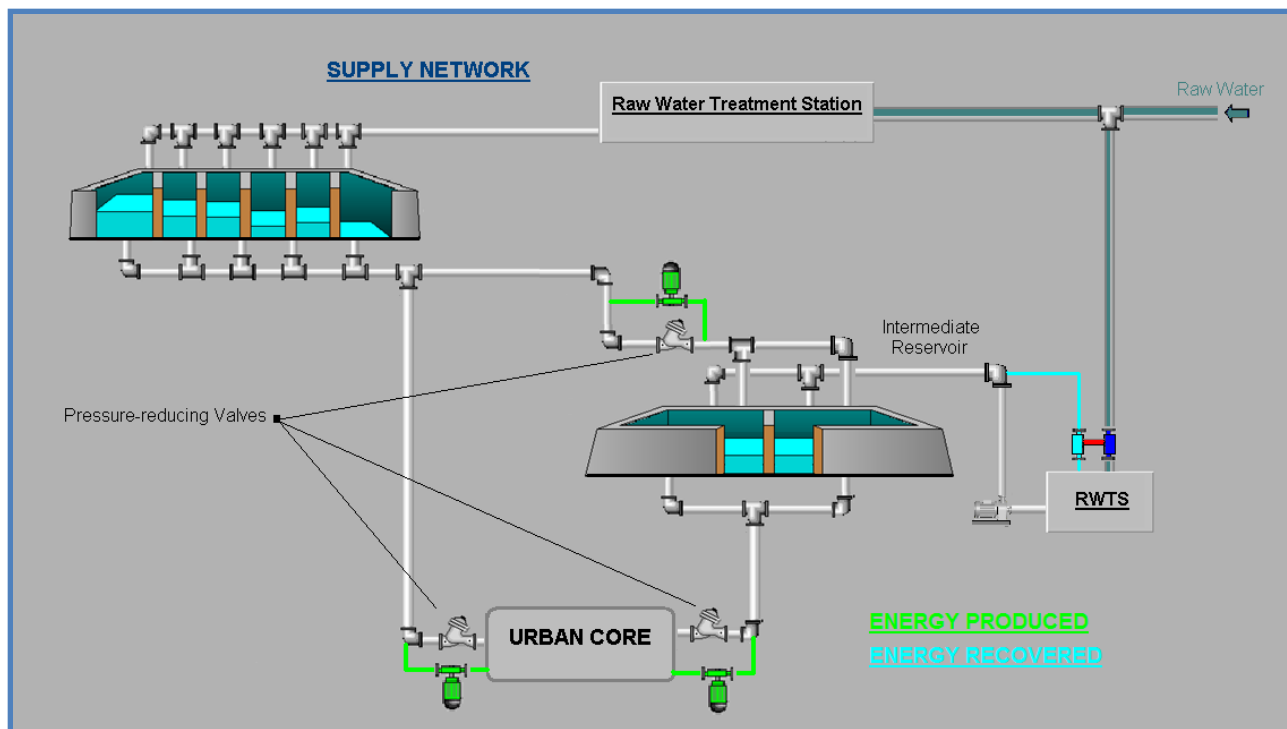 SUPPLY NETWORK
Raw Water Treatment Station
Raw Water
Intermediate
Reservoir
Pressure-reducing Valves
RWTS
URBAN CORE
ENERGY PRODUCED
ENERGY RECOVERED